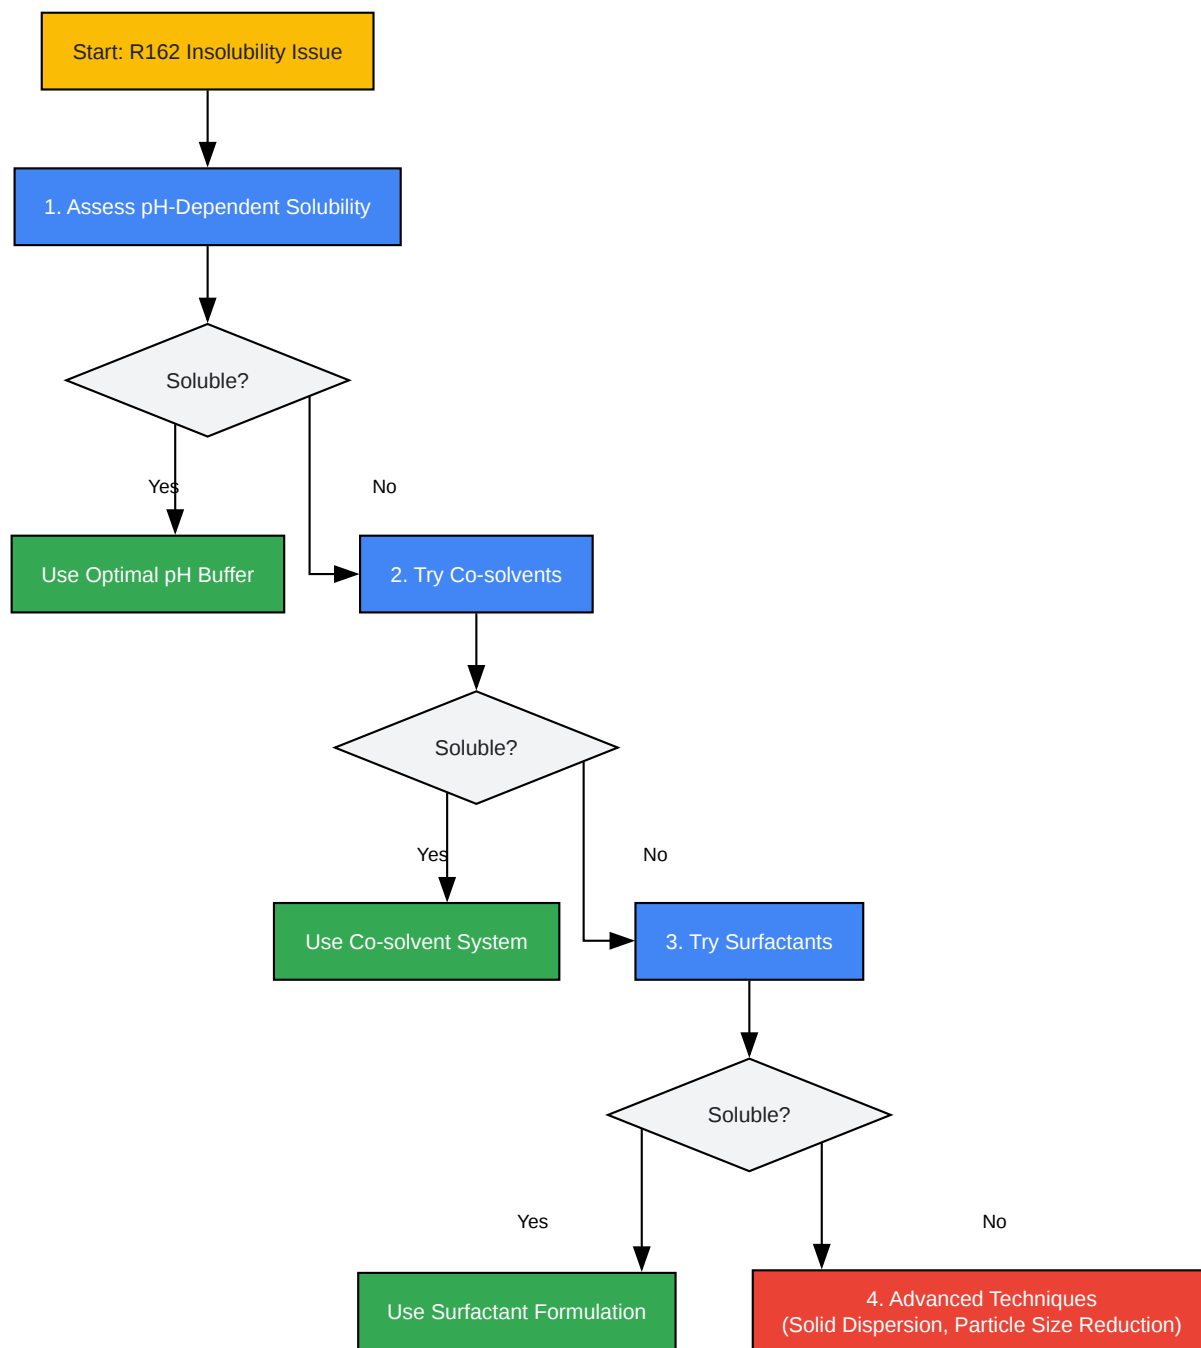 Start: R162 Insolubility Issue
1. Assess pH-Dependent Solubility
Soluble?
Yes
No
Use Optimal pH Buffer
2. Try Co-solvents
Soluble?
Yes
No
Use Co-solvent System
3. Try Surfactants
Soluble?
Yes
No
Use Surfactant Formulation
4. Advanced Techniques
(Solid Dispersion, Particle Size Reduction)